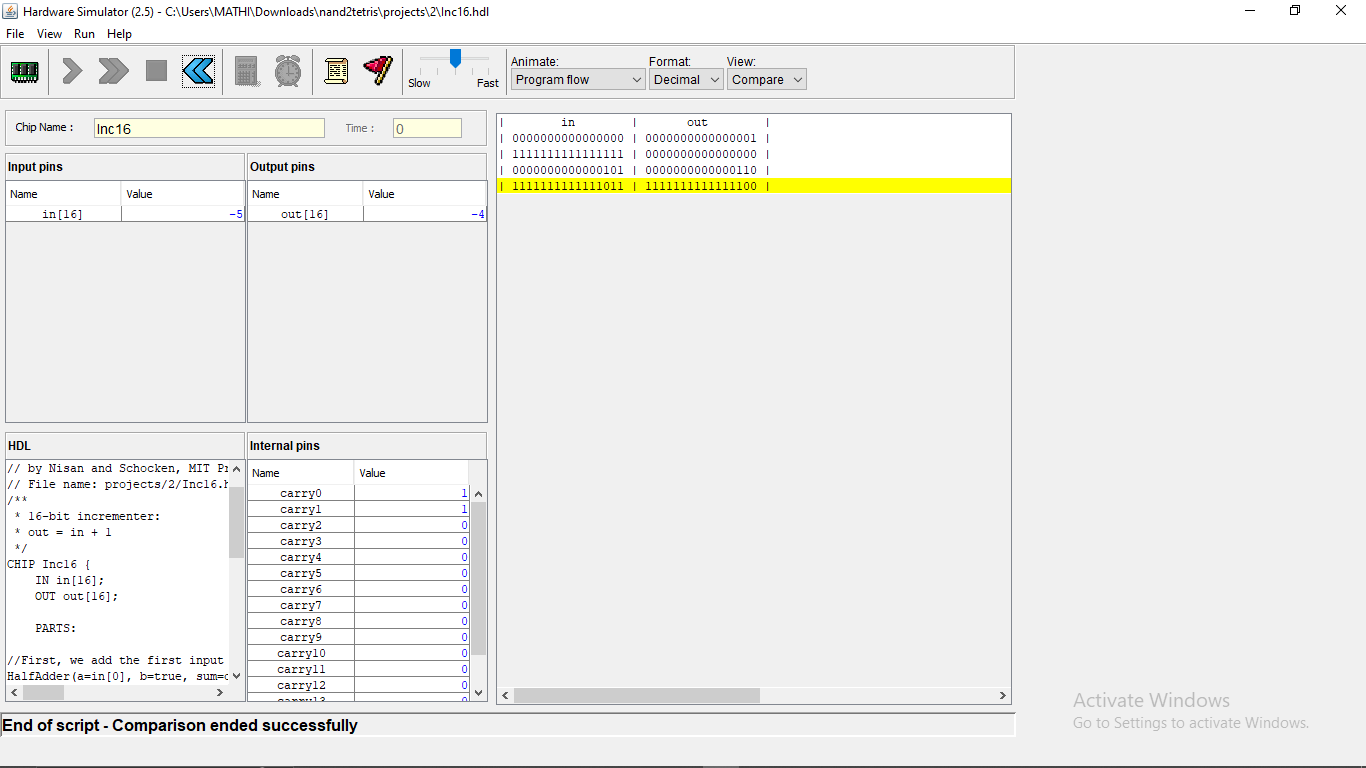 Hardware Simulator (2.5) - C:\Users\MATHI\Downloads\nand2tetris\projects\2\Inc16.hdl
File View Run Help
Slow Fast
Animate: Format: View:
Program flow Decimal Compare
Chip Name : Inc16 Time : 0
Input pins
Name Value
in[16] -5
Output pins
Name Value
out[16] -4
HDL
// by Nisan and Schocken, MIT
// File name: projects/2/Inc16.
/**
* 16-bit incrementer:
* out = in + 1
*/
CHIP Inc16 {
IN in[16];
OUT out[16];
PARTS:
//First, we add the first input
HalfAdder(a=in[0], b=true, sum=
Internal pins
Name Value
carry0 1
carry1 1
carry2 0
carry3 0
carry4 0
carry5 0
carry6 0
carry7 0
carry8 0
carry9 0
carry10 0
carry11 0
carry12 0
carry13 0
| in | out |
| 0000000000000000 | 0000000000000001 |
| 1111111111111111 | 0000000000000000 |
| 0000000000000101 | 0000000000000110 |
| 1111111111111011 | 1111111111111100 |
End of script - Comparison ended successfully
Activate Windows
Go to Settings to activate Windows.